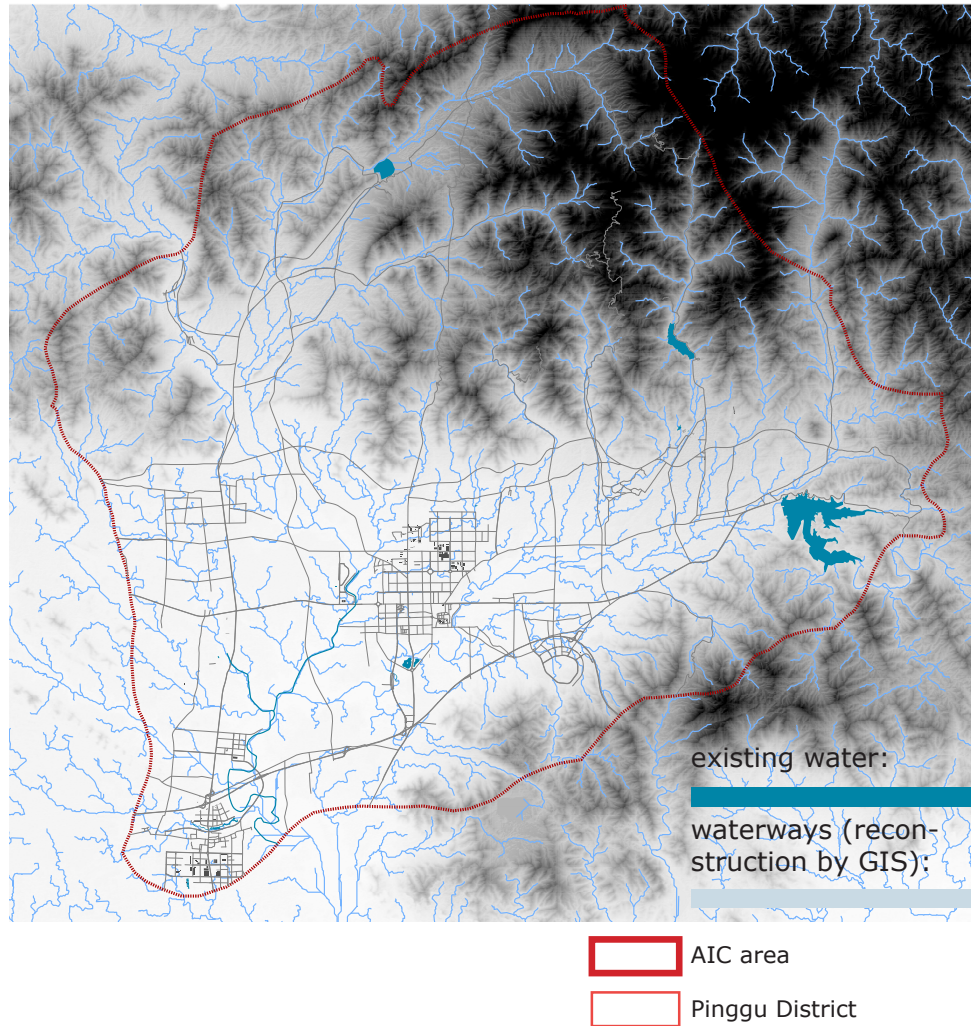 existing water:
waterways (recon-
struction by GIS):
AIC area
Pinggu District